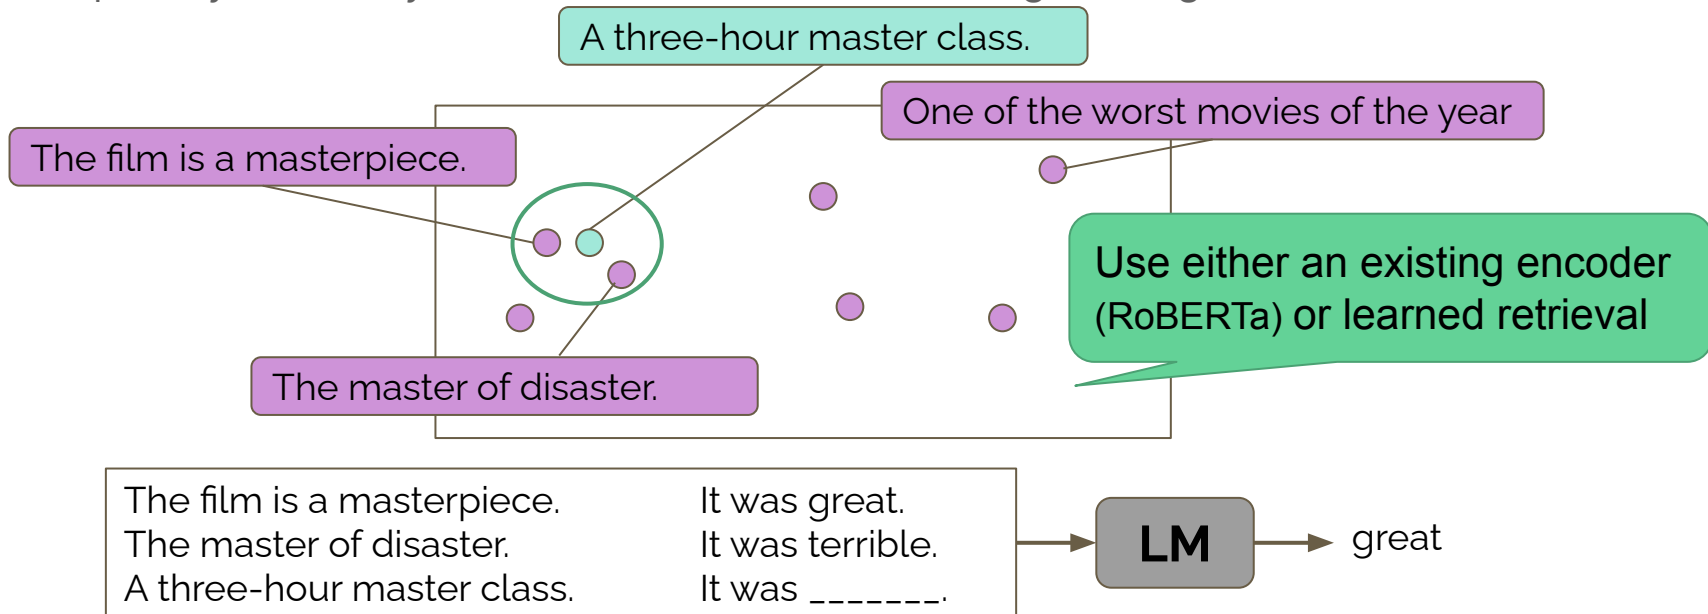 A three-hour master class.
One of the worst movies of the year
The film is a masterpiece.
Use either an existing encoder
(RoBERTa) or learned retrieval
The master of disaster.
The film is a masterpiece. It was great.
The master of disaster. It was terrible.
A three-hour master class. It was _______.
LM
great